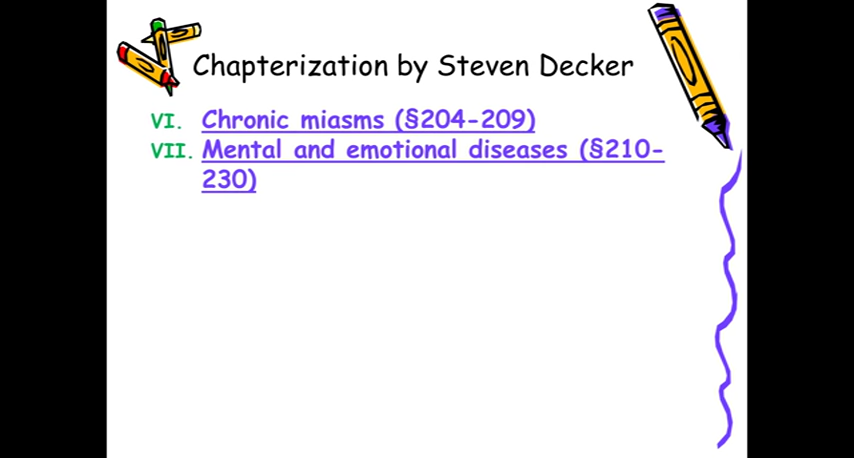 Chapterization by Steven Decker
VI. Chronic miasms (§204-209)
VII. Mental and emotional diseases (§210-
230)